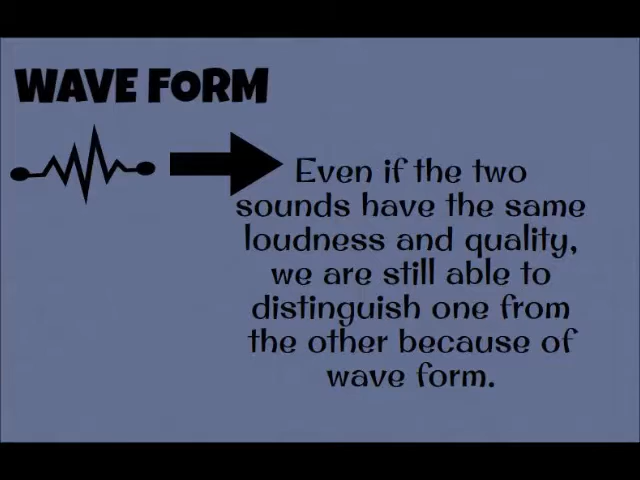 WAVE FORM
Even if the two
sounds have the same
loudness and quality,
we are still able to
distinguish one from
the other because of
wave form.